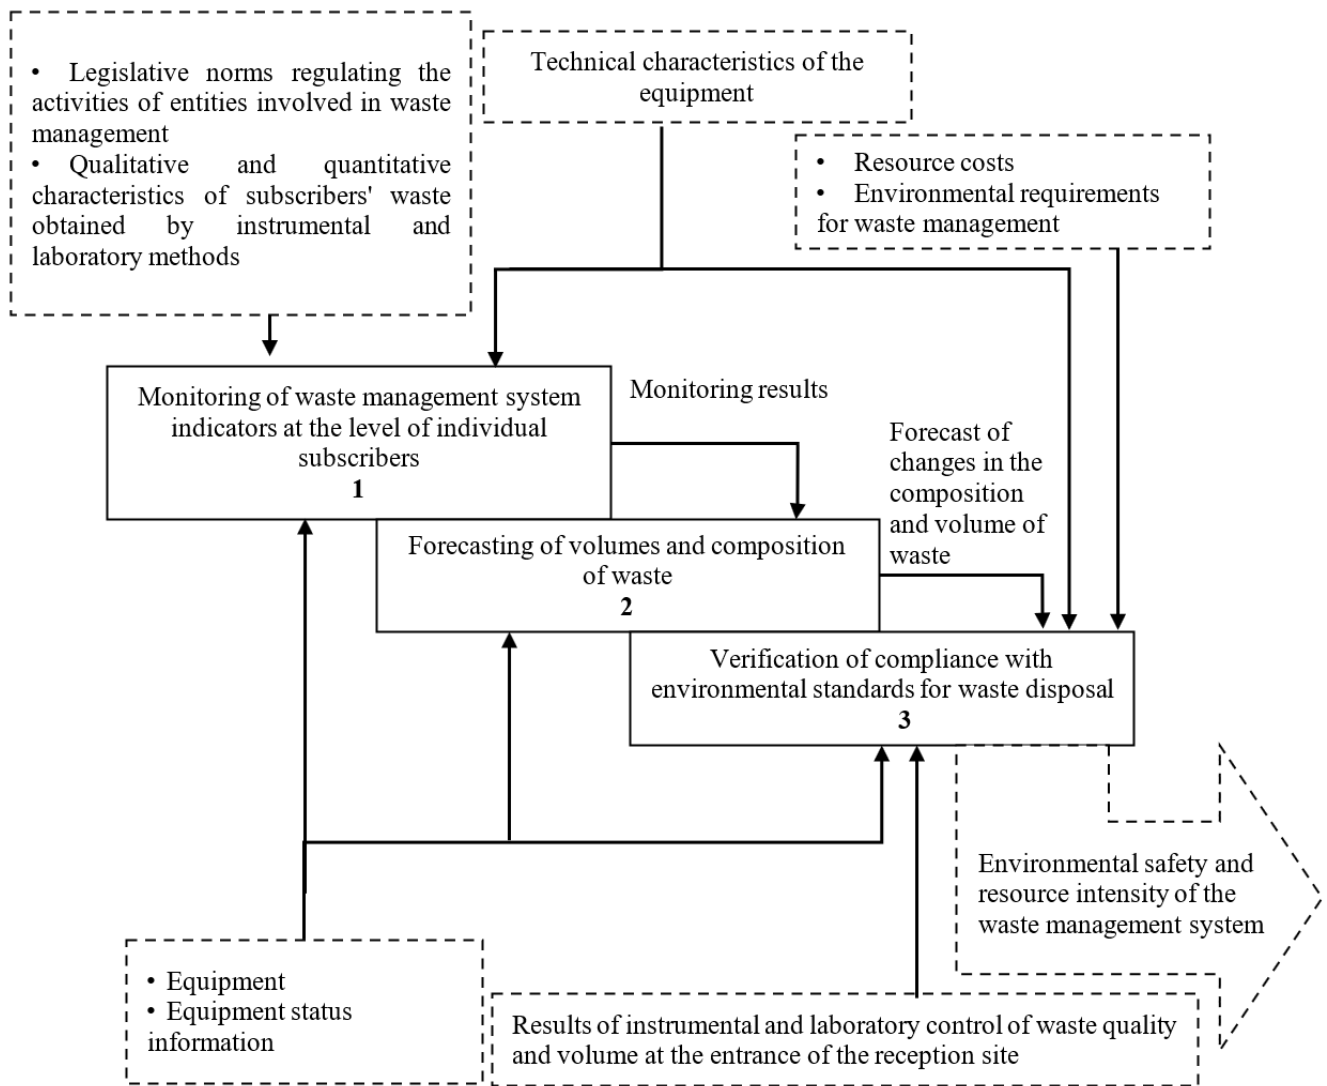 • Legislative norms regulating the
activities of entities involved in waste
management
• Qualitative and quantitative
characteristics of subscribers' waste
obtained by instrumental and
laboratory methods
Technical characteristics of the
equipment
• Resource costs
• Environmental requirements
for waste management
Monitoring of waste management system
indicators at the level of individual
subscribers
1
Monitoring results
Forecast of
changes in the
composition
and volume of
waste
Forecasting of volumes and composition
of waste
2
Verification of compliance with
environmental standards for waste disposal
3
Environmental safety and
resource intensity of the
waste management system
• Equipment
• Equipment status
information
Results of instrumental and laboratory control of waste quality
and volume at the entrance of the reception site